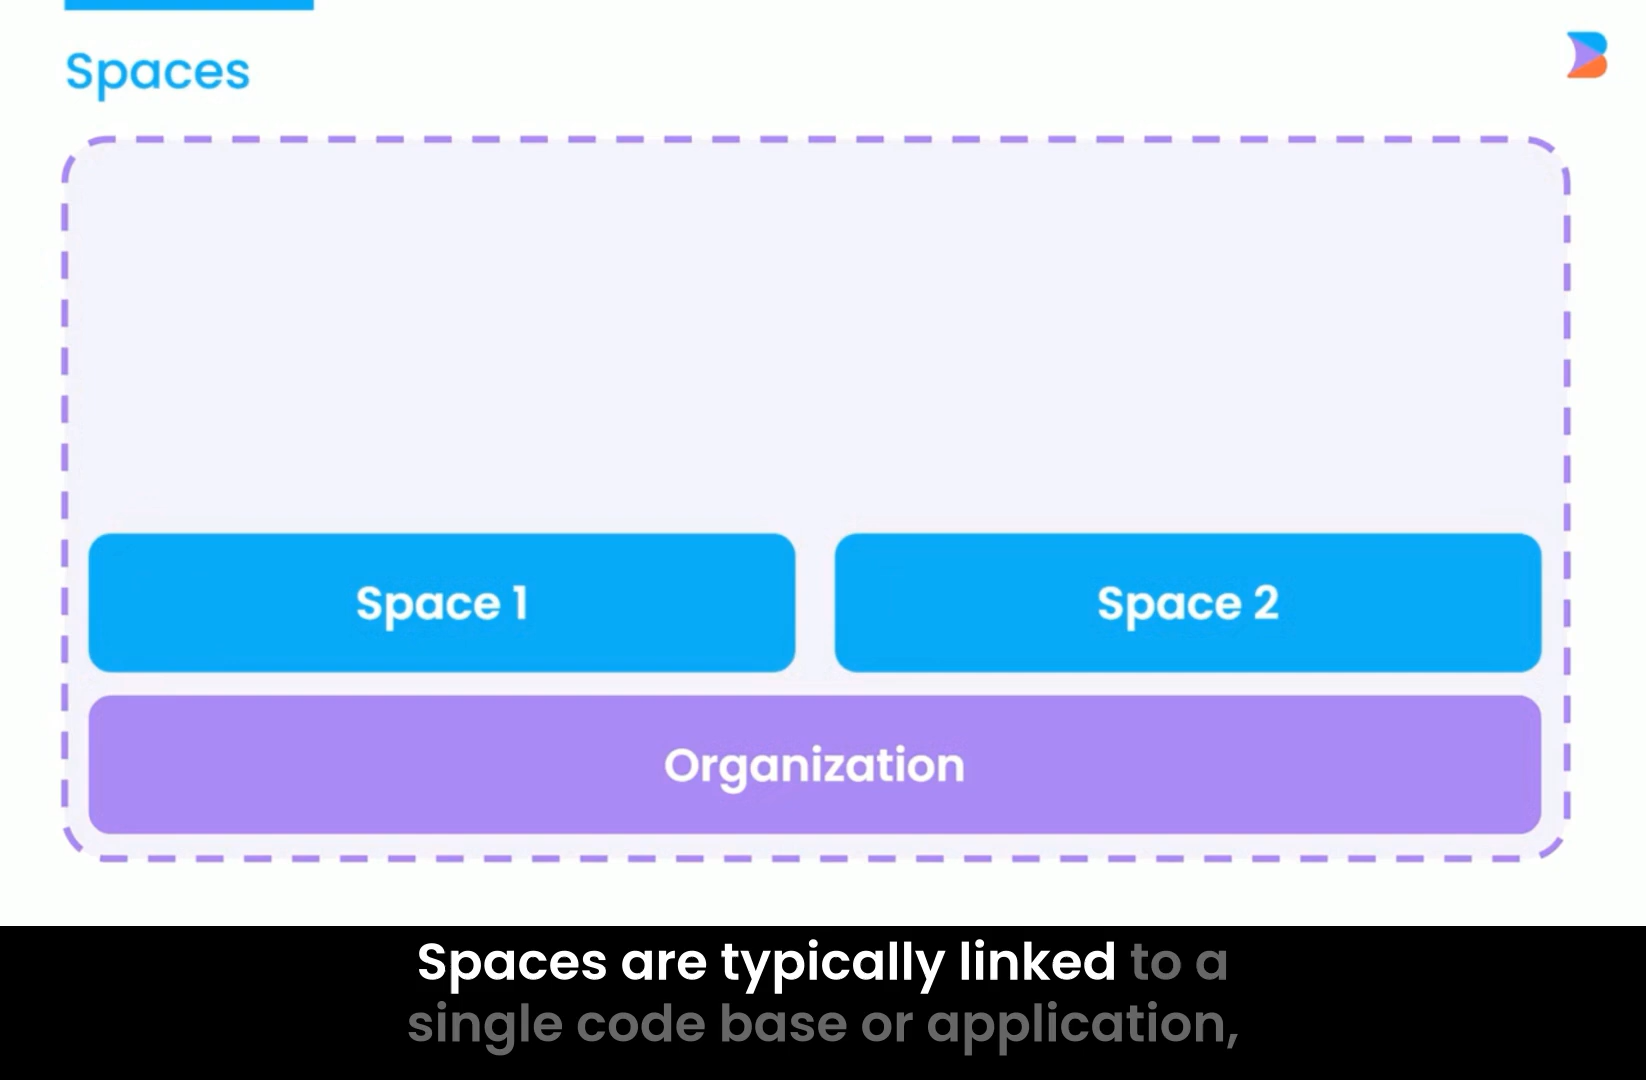 Spaces
Space 1
Space 2
Organization
Spaces are typically linked to a
single code base or application,